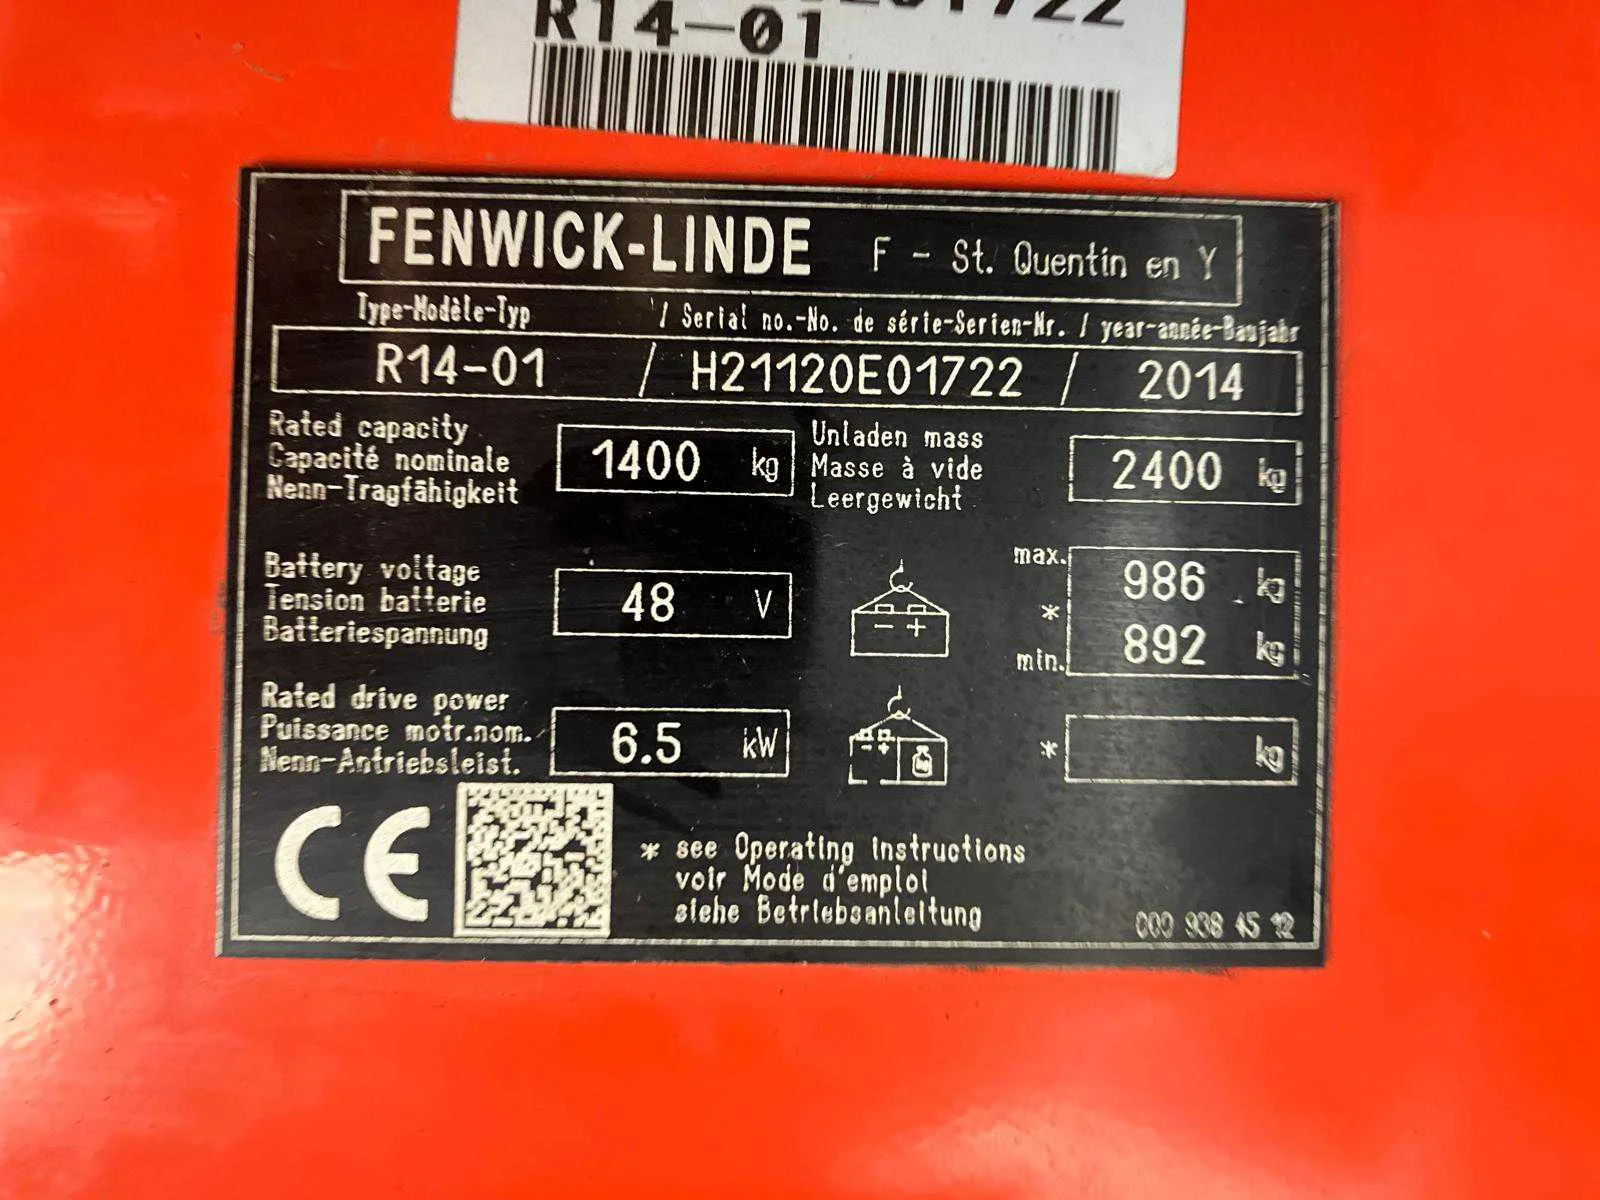 01722
R14-01
FENWICK-LINDE F - St. Quentin en Y
Type-Modèle-Typ / Serial no.-No. de série-Serien-Nr. / year-année-Baujahr
R14-01 / H21120E01722 / 2014
Rated capacity
Capacité nominale
Nenn-Tragfähigkeit
1400 kg
Unladen mass
Masse à vide
Leergewicht
2400 kg
Battery voltage
Tension batterie
Batteriespannung
48 V
- +
max. 986 kg
*
min. 892 kg
Rated drive power
Puissance motr.nom.
Nenn-Antriebsleist.
6.5 kW
- +
* kg
CE
* see Operating instructions
voir Mode d'emploi
siehe Betriebsanleitung
000 938 45 12